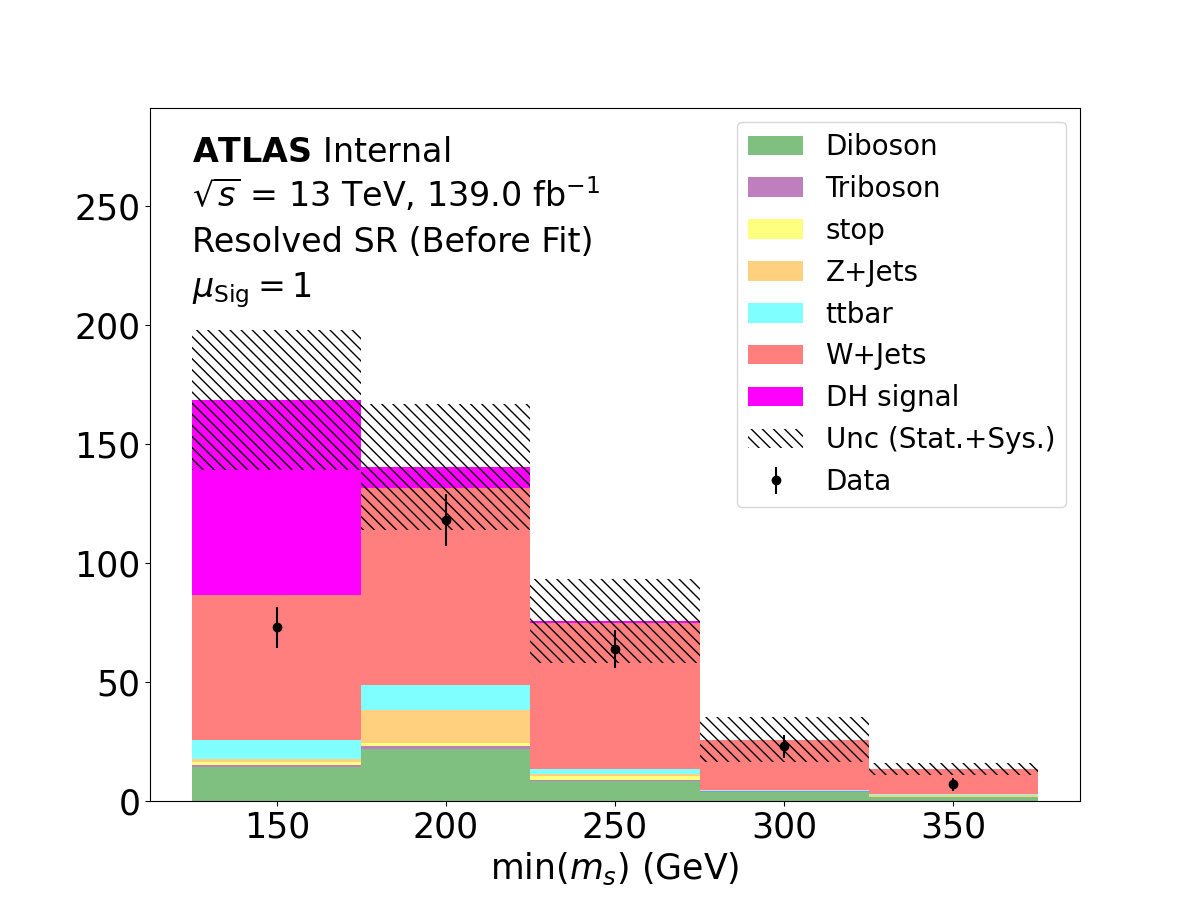 ATLAS Internal
√s = 13 TeV, 139.0 fb⁻¹
Resolved SR (Before Fit)
μSig = 1
Diboson
Triboson
stop
Z+Jets
ttbar
W+Jets
DH signal
Unc (Stat.+Sys.)
Data
250
200
150
100
50
0
150 200 250 300 350
min(mₛ) (GeV)